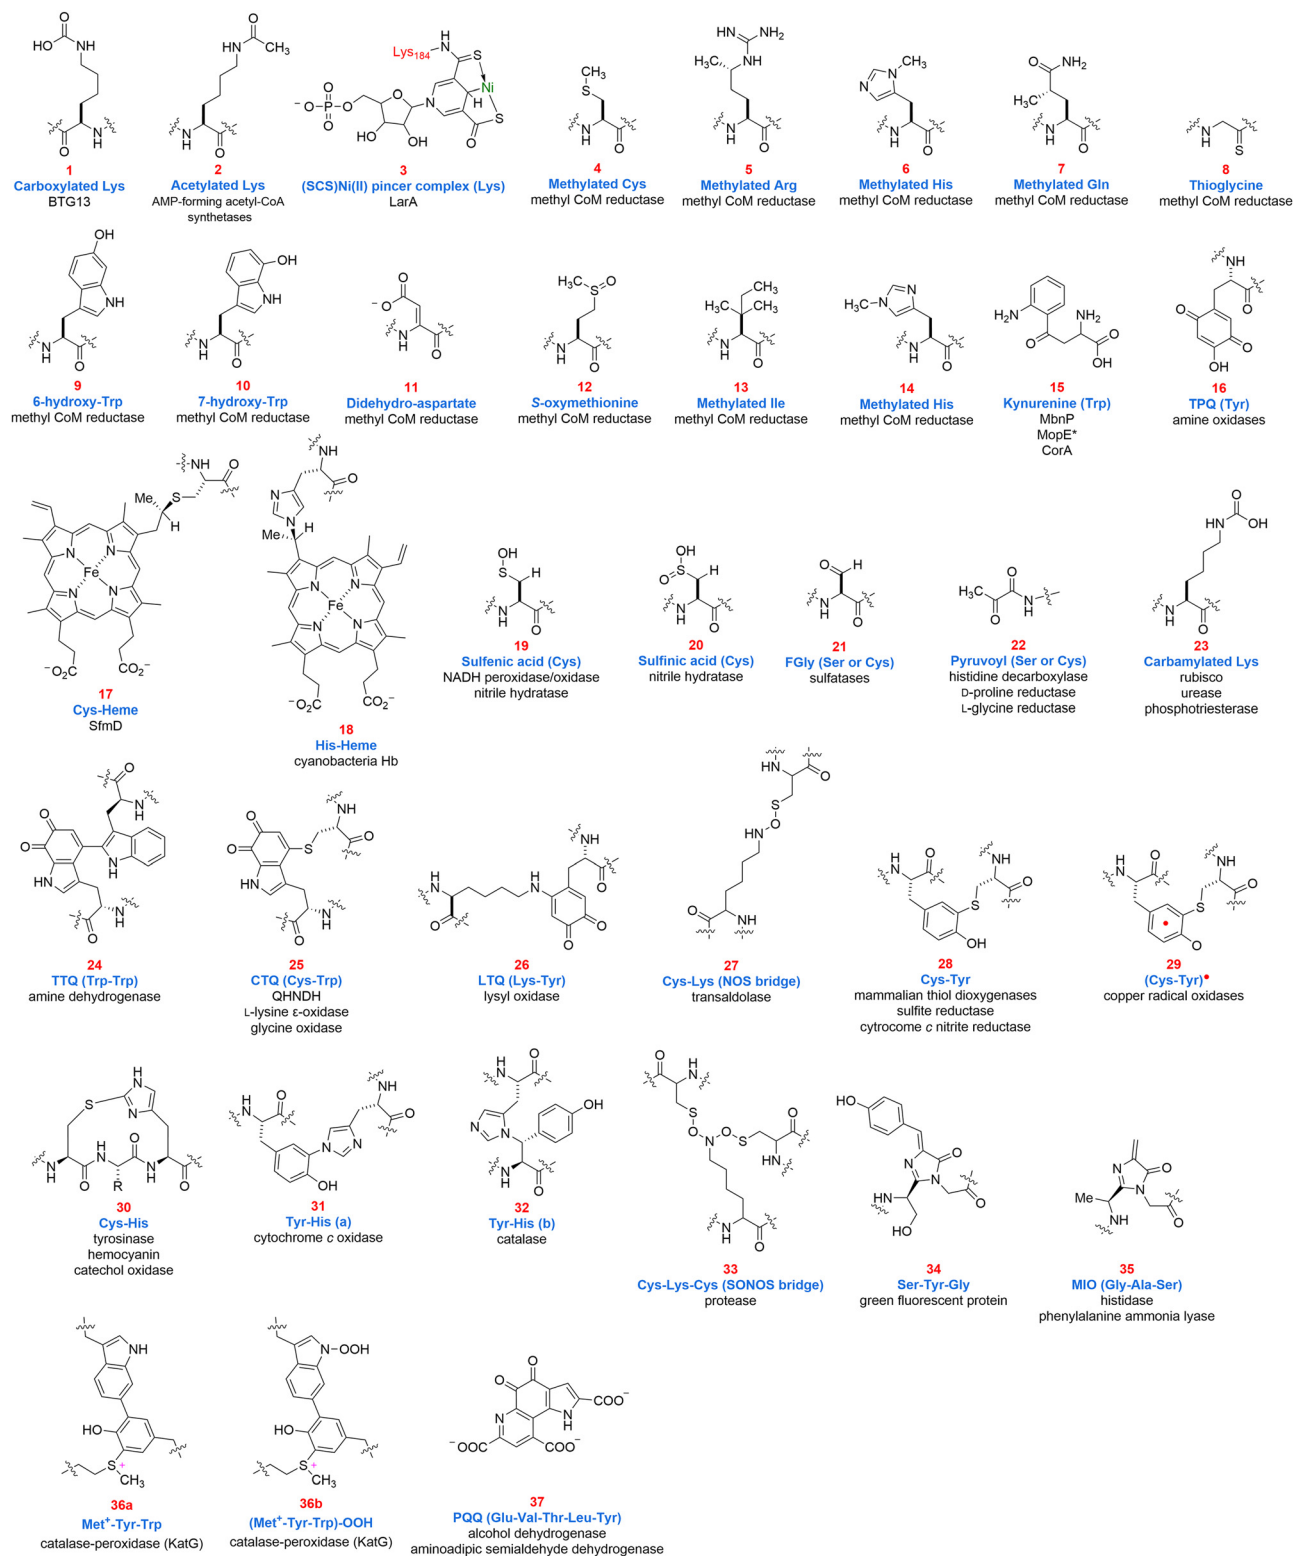 1
Carboxylated Lys
BTG13
2
Acetylated Lys
AMP-forming acetyl-CoA
synthetases
Lys184
3
(SCS)Ni(II) pincer complex (Lys)
LarA
4
Methylated Cys
methyl CoM reductase
5
Methylated Arg
methyl CoM reductase
6
Methylated His
methyl CoM reductase
7
Methylated Gln
methyl CoM reductase
8
Thioglycine
methyl CoM reductase
9
6-hydroxy-Trp
methyl CoM reductase
10
7-hydroxy-Trp
methyl CoM reductase
11
Didehydro-aspartate
methyl CoM reductase
12
S-oxymethionine
methyl CoM reductase
13
Methylated Ile
methyl CoM reductase
14
Methylated His
methyl CoM reductase
15
Kynurenine (Trp)
MbnP
MopE*
CorA
16
TPQ (Tyr)
amine oxidases
17
Cys-Heme
SfmD
18
His-Heme
cyanobacteria Hb
19
Sulfenic acid (Cys)
NADH peroxidase/oxidase
nitrile hydratase
20
Sulfinic acid (Cys)
nitrile hydratase
21
FGly (Ser or Cys)
sulfatases
22
Pyruvoyl (Ser or Cys)
histidine decarboxylase
D-proline reductase
L-glycine reductase
23
Carbamylated Lys
rubisco
urease
phosphotriesterase
24
TTQ (Trp-Trp)
amine dehydrogenase
25
CTQ (Cys-Trp)
QHNDH
L-lysine ε-oxidase
glycine oxidase
26
LTQ (Lys-Tyr)
lysyl oxidase
27
Cys-Lys (NOS bridge)
transaldolase
28
Cys-Tyr
mammalian thiol dioxygenases
sulfite reductase
cytrocome c nitrite reductase
29
(Cys-Tyr)•
copper radical oxidases
30
Cys-His
tyrosinase
hemocyanin
catechol oxidase
31
Tyr-His (a)
cytochrome c oxidase
32
Tyr-His (b)
catalase
33
Cys-Lys-Cys (SONOS bridge)
protease
34
Ser-Tyr-Gly
green fluorescent protein
35
MIO (Gly-Ala-Ser)
histidase
phenylalanine ammonia lyase
36a
Met+-Tyr-Trp
catalase-peroxidase (KatG)
36b
(Met+-Tyr-Trp)-OOH
catalase-peroxidase (KatG)
37
PQQ (Glu-Val-Thr-Leu-Tyr)
alcohol dehydrogenase
aminoadipic semialdehyde dehydrogenase